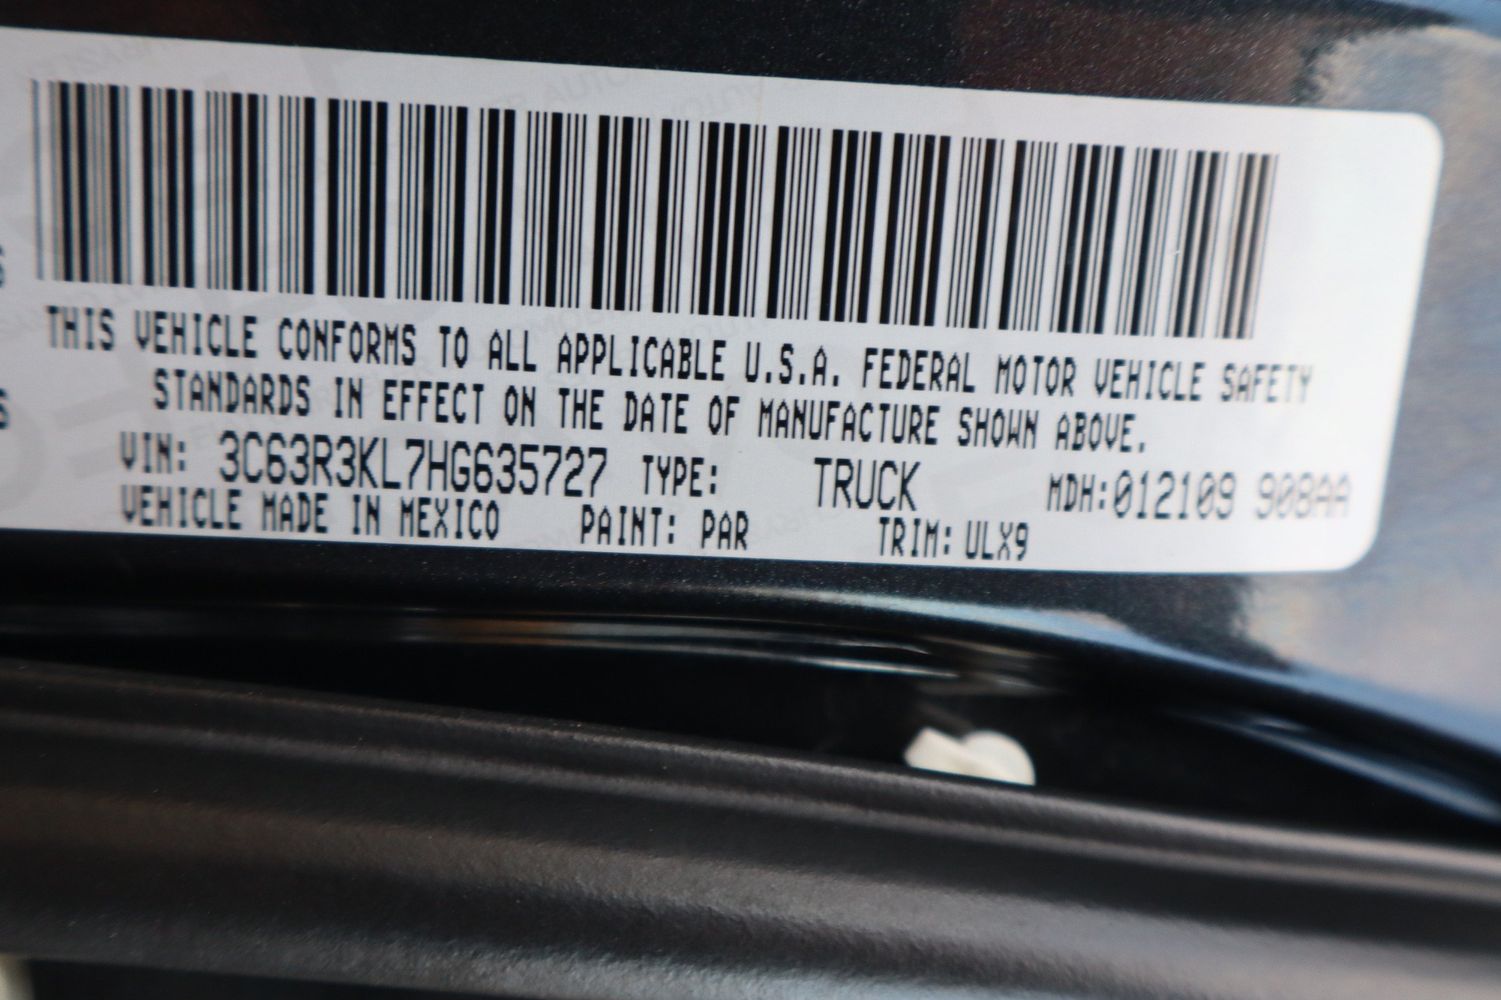 THIS VEHICLE CONFORMS TO ALL APPLICABLE U.S.A. FEDERAL MOTOR VEHICLE SAFETY
STANDARDS IN EFFECT ON THE DATE OF MANUFACTURE SHOWN ABOVE.
VIN: 3C63R3KL7HG635727 TYPE: TRUCK MDH:012109 908AA
VEHICLE MADE IN MEXICO PAINT: PAR TRIM: ULX9